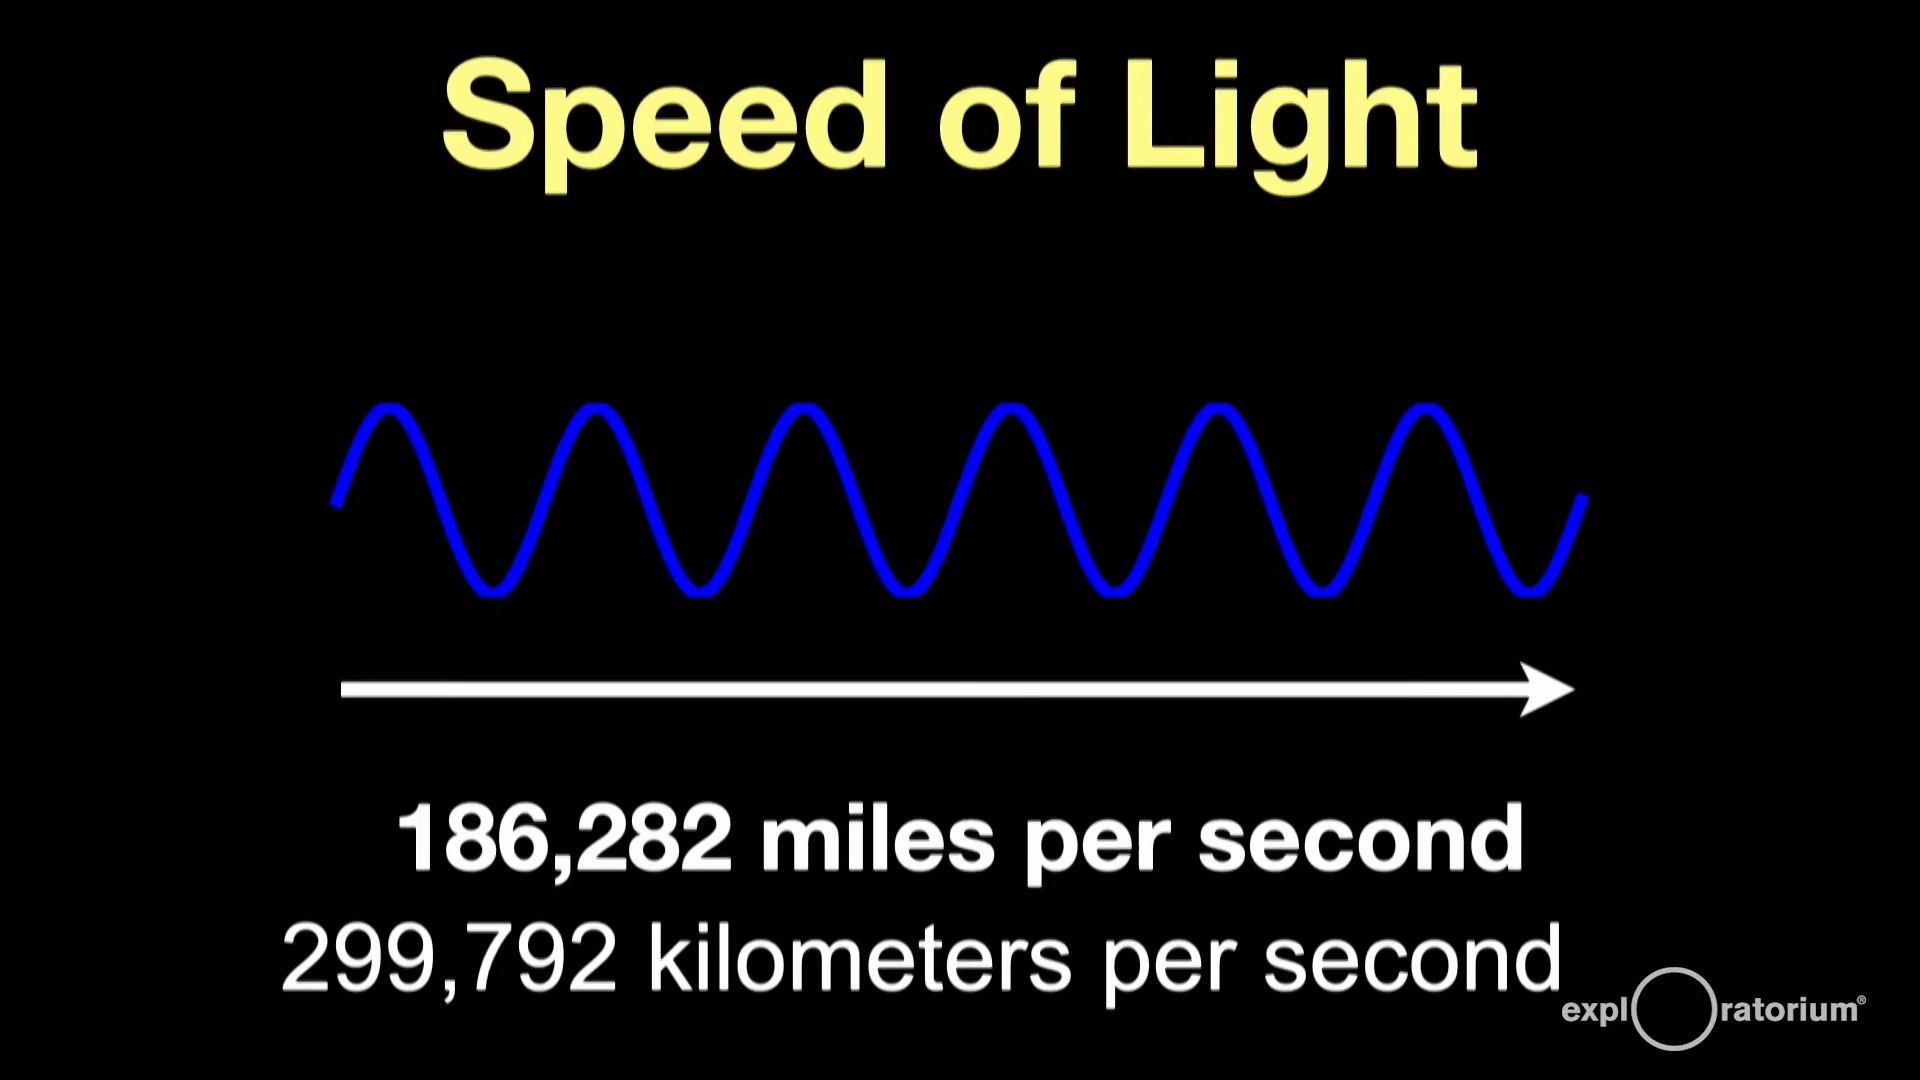 Speed of Light
186,282 miles per second
299,792 kilometers per second
expl ratorium®